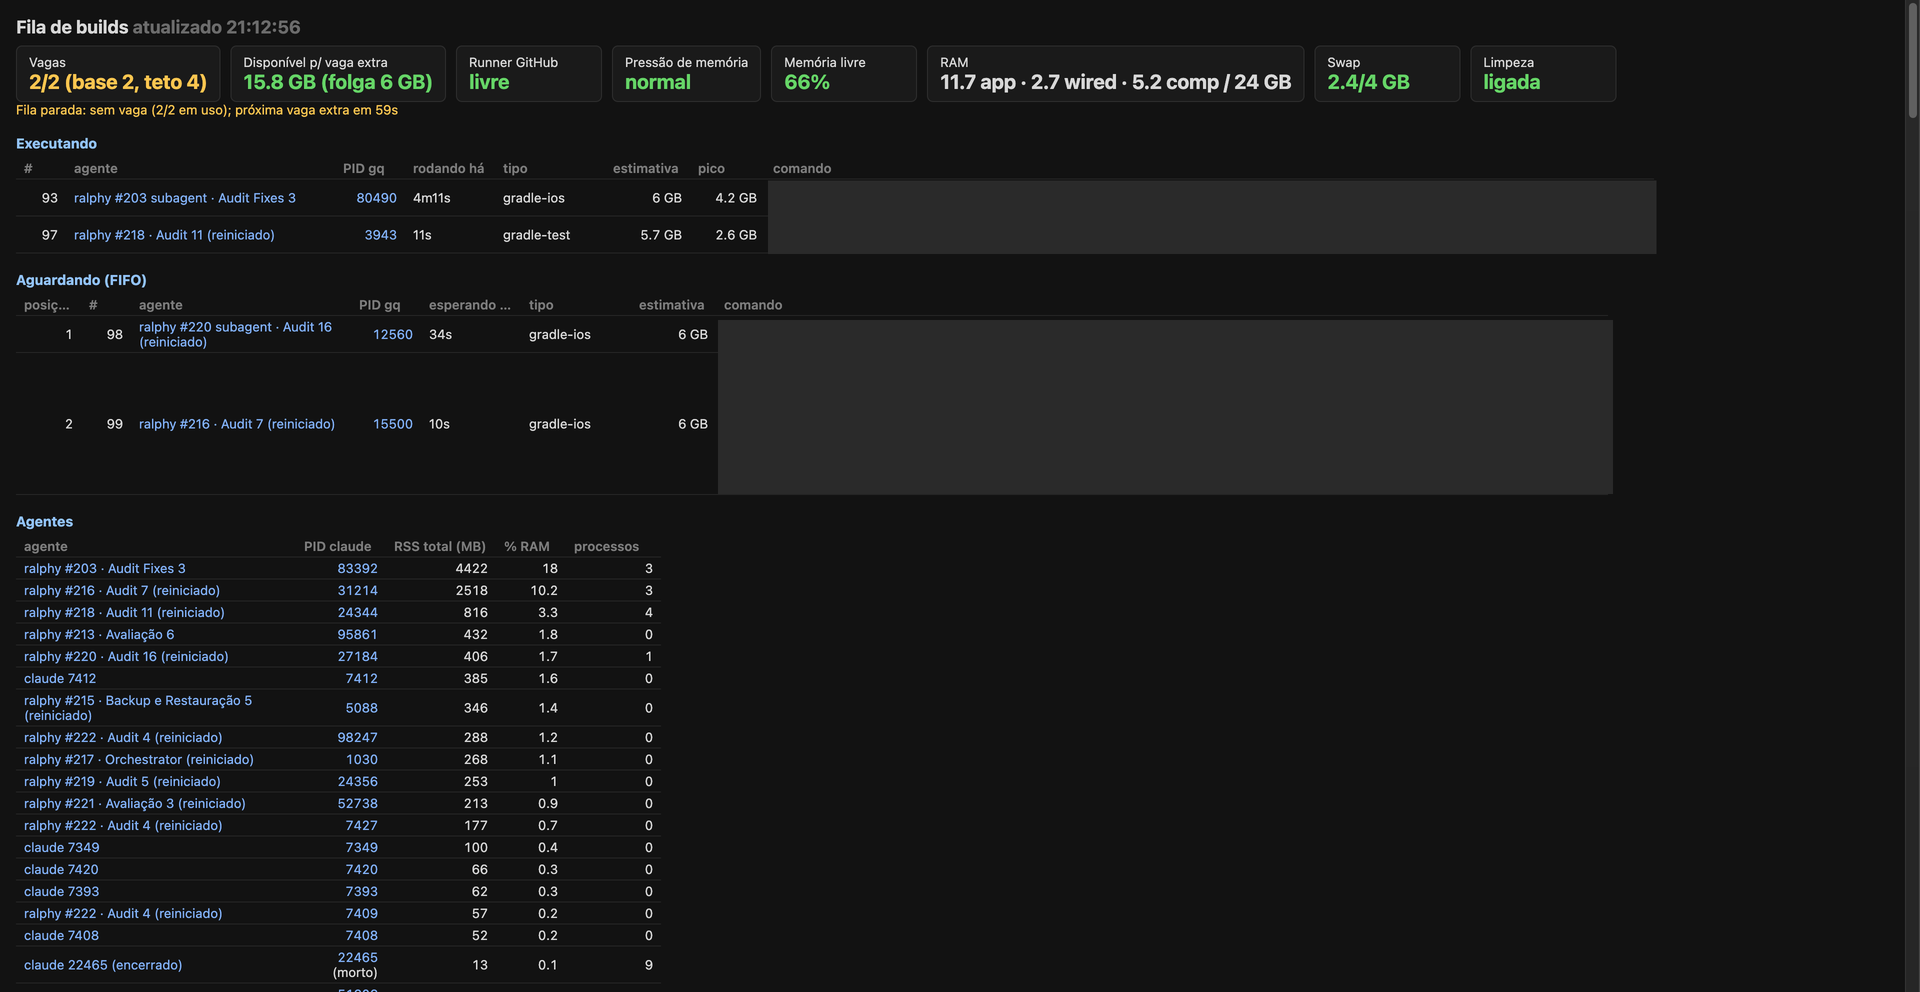 Fila de builds atualizado 21:12:56
Vagas
2/2 (base 2, teto 4)
Disponível p/ vaga extra
15.8 GB (folga 6 GB)
Runner GitHub
livre
Pressão de memória
normal
Memória livre
66%
RAM
11.7 app · 2.7 wired · 5.2 comp / 24 GB
Swap
2.4/4 GB
Limpeza
ligada
Fila parada: sem vaga (2/2 em uso); próxima vaga extra em 59s
Executando
# agente PID gq rodando há tipo estimativa pico comando
93 ralphy #203 subagent · Audit Fixes 3 80490 4m11s gradle-ios 6 GB 4.2 GB
97 ralphy #218 · Audit 11 (reiniciado) 3943 11s gradle-test 5.7 GB 2.6 GB
Aguardando (FIFO)
posiç... # agente PID gq esperando ... tipo estimativa comando
1 98 ralphy #220 subagent · Audit 16 (reiniciado) 12560 34s gradle-ios 6 GB
2 99 ralphy #216 · Audit 7 (reiniciado) 15500 10s gradle-ios 6 GB
Agentes
agente PID claude RSS total (MB) % RAM processos
ralphy #203 · Audit Fixes 3 83392 4422 18 3
ralphy #216 · Audit 7 (reiniciado) 31214 2518 10.2 3
ralphy #218 · Audit 11 (reiniciado) 24344 816 3.3 4
ralphy #213 · Avaliação 6 95861 432 1.8 0
ralphy #220 · Audit 16 (reiniciado) 27184 406 1.7 1
claude 7412 7412 385 1.6 0
ralphy #215 · Backup e Restauração 5 (reiniciado) 5088 346 1.4 0
ralphy #222 · Audit 4 (reiniciado) 98247 288 1.2 0
ralphy #217 · Orchestrator (reiniciado) 1030 268 1.1 0
ralphy #219 · Audit 5 (reiniciado) 24356 253 1 0
ralphy #221 · Avaliação 3 (reiniciado) 52738 213 0.9 0
ralphy #222 · Audit 4 (reiniciado) 7427 177 0.7 0
claude 7349 7349 100 0.4 0
claude 7420 7420 66 0.3 0
claude 7393 7393 62 0.3 0
ralphy #222 · Audit 4 (reiniciado) 7409 57 0.2 0
claude 7408 7408 52 0.2 0
claude 22465 (encerrado) 22465 (morto) 13 0.1 9